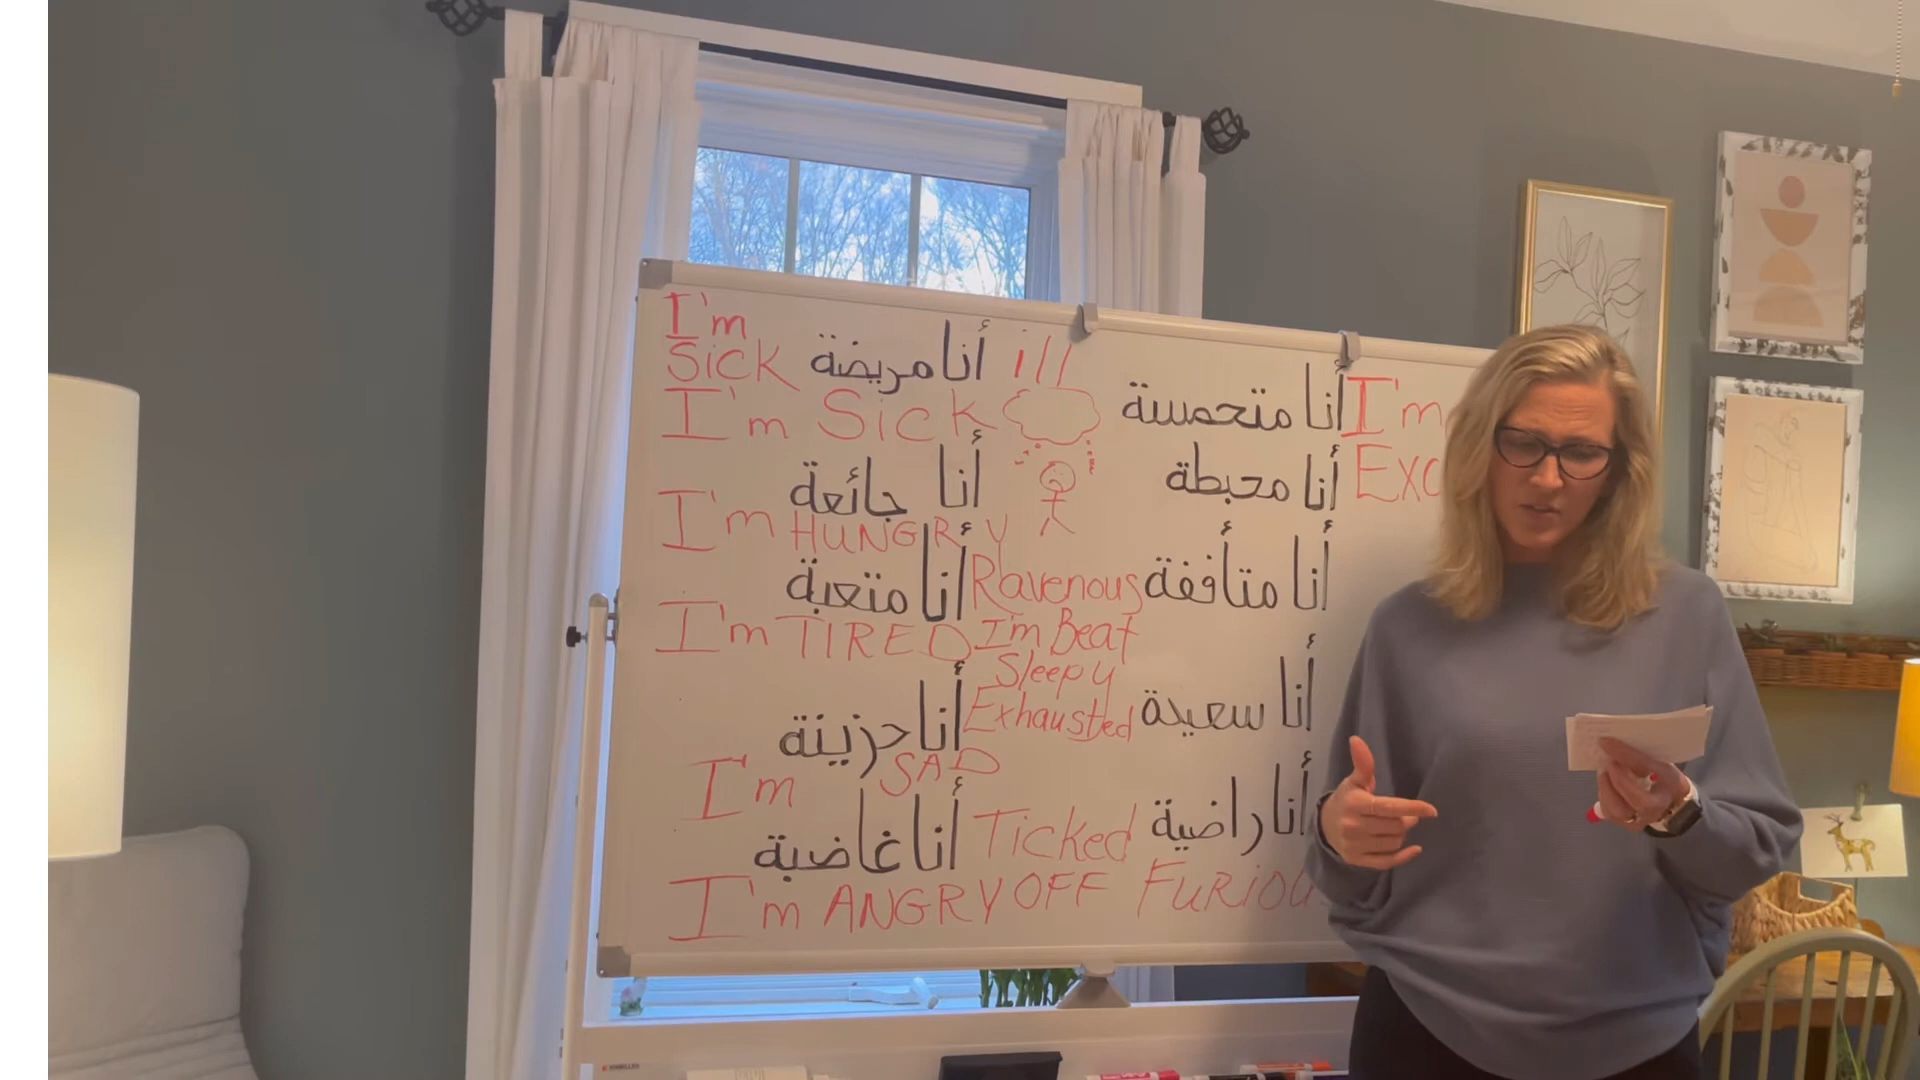 I'm
Sick أنا مريضة ill
I'm Sick
أنا جائعة
I'm HUNGRY
أنا متعبة Ravenous
I'm TIRED I'm Beat
Sleepy
أنا حزينة Exhausted
I'm SAD
أنا غاضبة Ticked
I'm ANGRY OFF FURIOU
أنا متحمسة I'm
أنا محبطة Exc
أنا متأففة
أنا سعيدة
أنا راضية